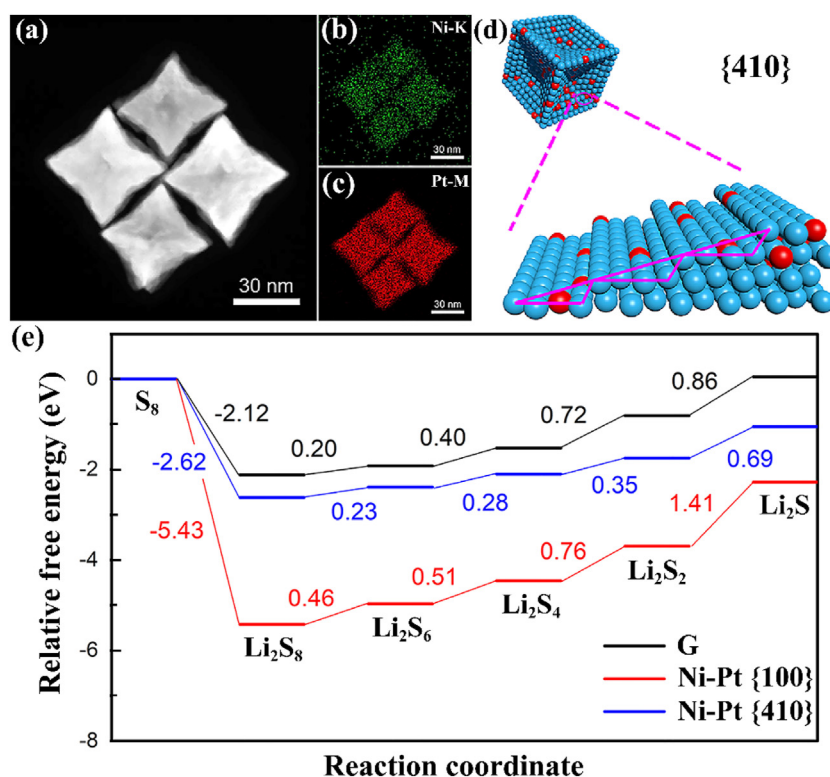 (a)
30 nm
(b)
Ni-K
30 nm
(c)
Pt-M
30 nm
(d)
{410}
(e)
Relative free energy (eV)
0
-2
-4
-6
-8
S₈
-2.12
0.20
0.40
0.72
0.86
-2.62
0.23
0.28
0.35
0.69
-5.43
0.46
0.51
0.76
1.41
Li₂S₈
Li₂S₆
Li₂S₄
Li₂S₂
Li₂S
G
Ni-Pt {100}
Ni-Pt {410}
Reaction coordinate